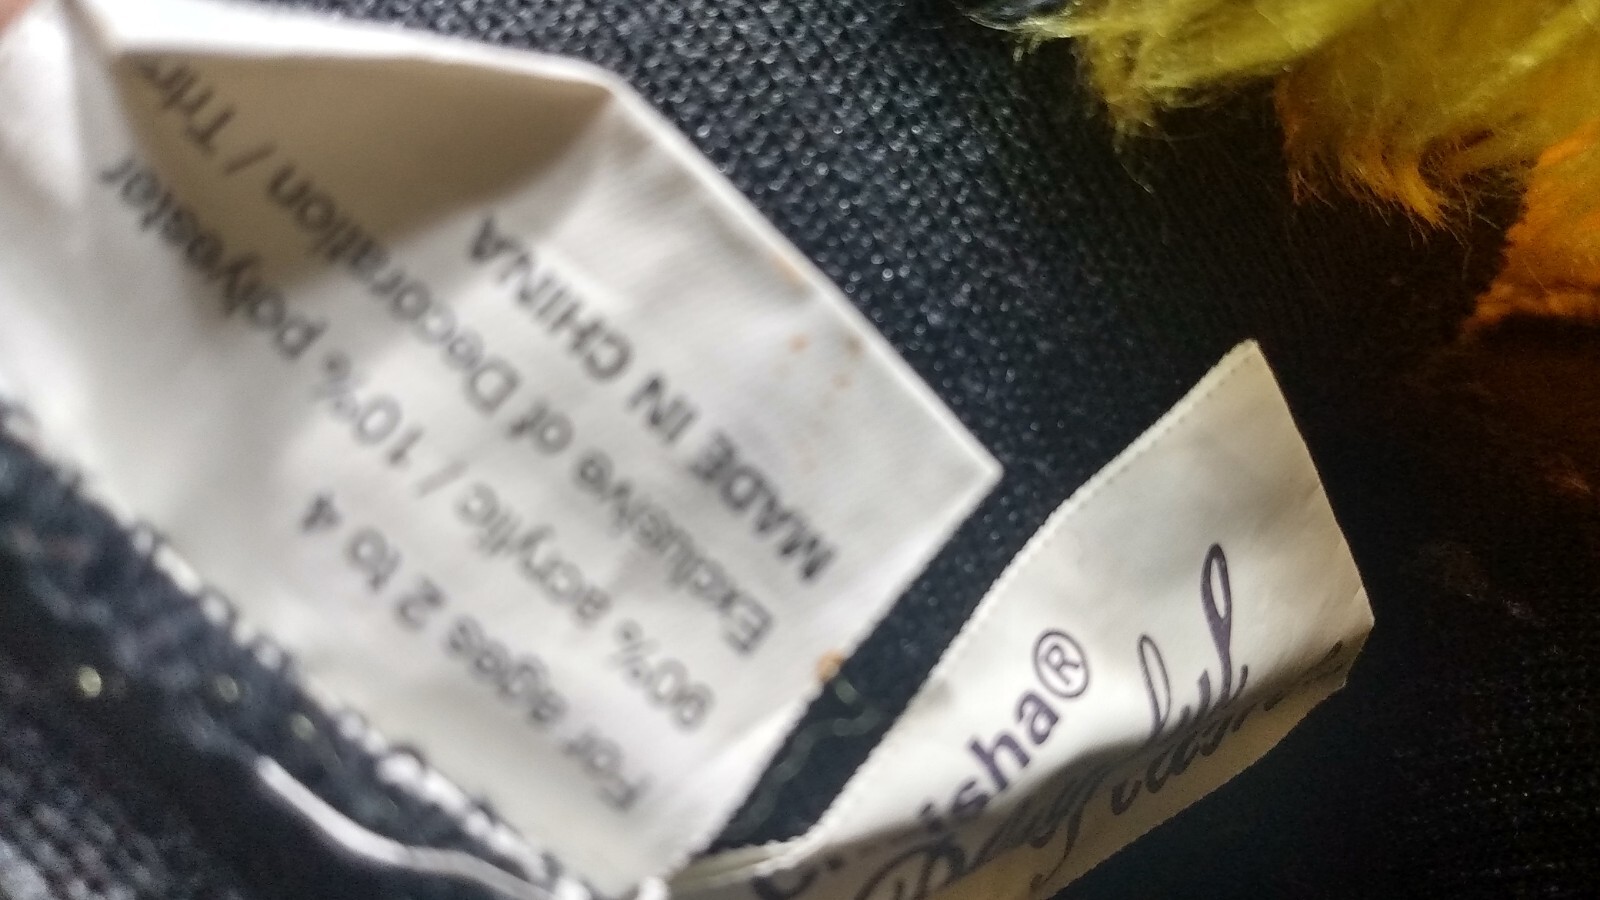 For ages 2 to 4
90% acrylic / 10% polyester
Exclusive of Decoration / Trim
MADE IN CHINA
isha®